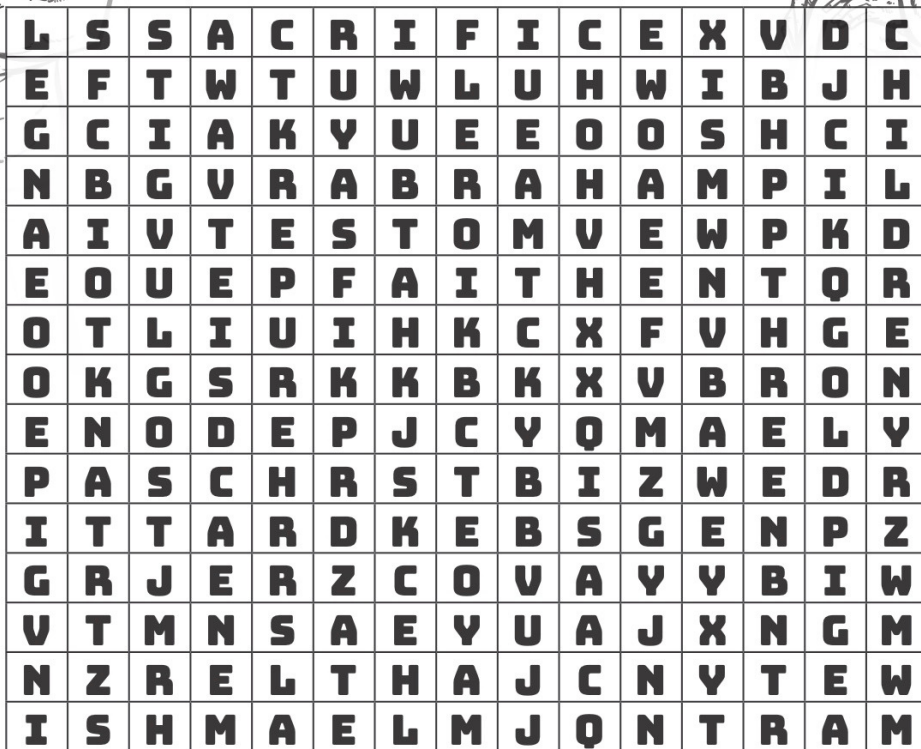 L S S A C R I F I C E X V D C
E F T W T U W L U H W I B J H
G C I A K Y U E E O O S H C I
N B G V R A B R A H A M P I L
A I V T E S T O M V E W P K D
E O U E P F A I T H E N T Q R
O T L I U I H K C X F V H G E
O K G S R K K B K X V B R O N
E N O D E P J C Y Q M A E L Y
P A S C H R S T B I Z W E D R
I T T A R D K E B S G E N P Z
G R J E R Z C O V A Y Y B I W
V T M N S A E Y U A J X N G M
N Z R E L T H A J C N Y T E W
I S H M A E L M J Q N T R A M